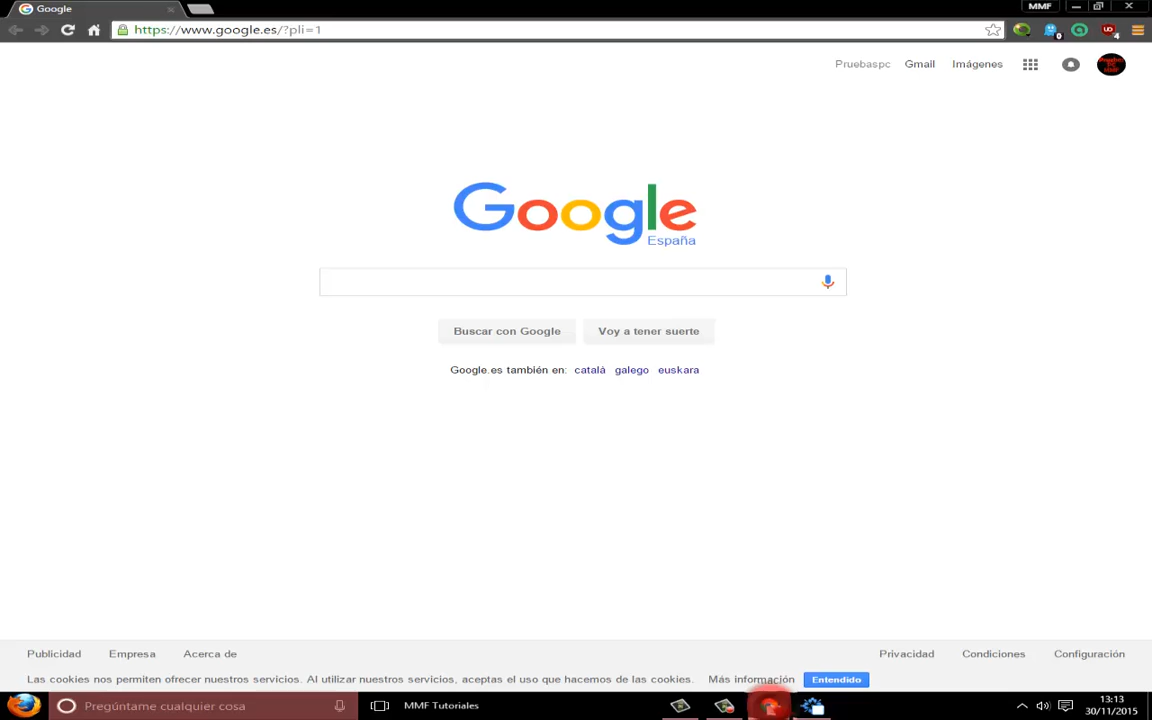 Google
MMF
https://www.google.es/?pli=1
0
UO
4
Pruebaspc
Gmail
Imágenes
Google
España
Buscar con Google
Voy a tener suerte
Google.es también en: català galego euskara
Publicidad
Empresa
Acerca de
Privacidad
Condiciones
Configuración
Las cookies nos permiten ofrecer nuestros servicios. Al utilizar nuestros servicios, aceptas el uso que hacemos de las cookies.
Más información
Entendido
Pregúntame cualquier cosa
MMF Tutoriales
13:13
30/11/2015